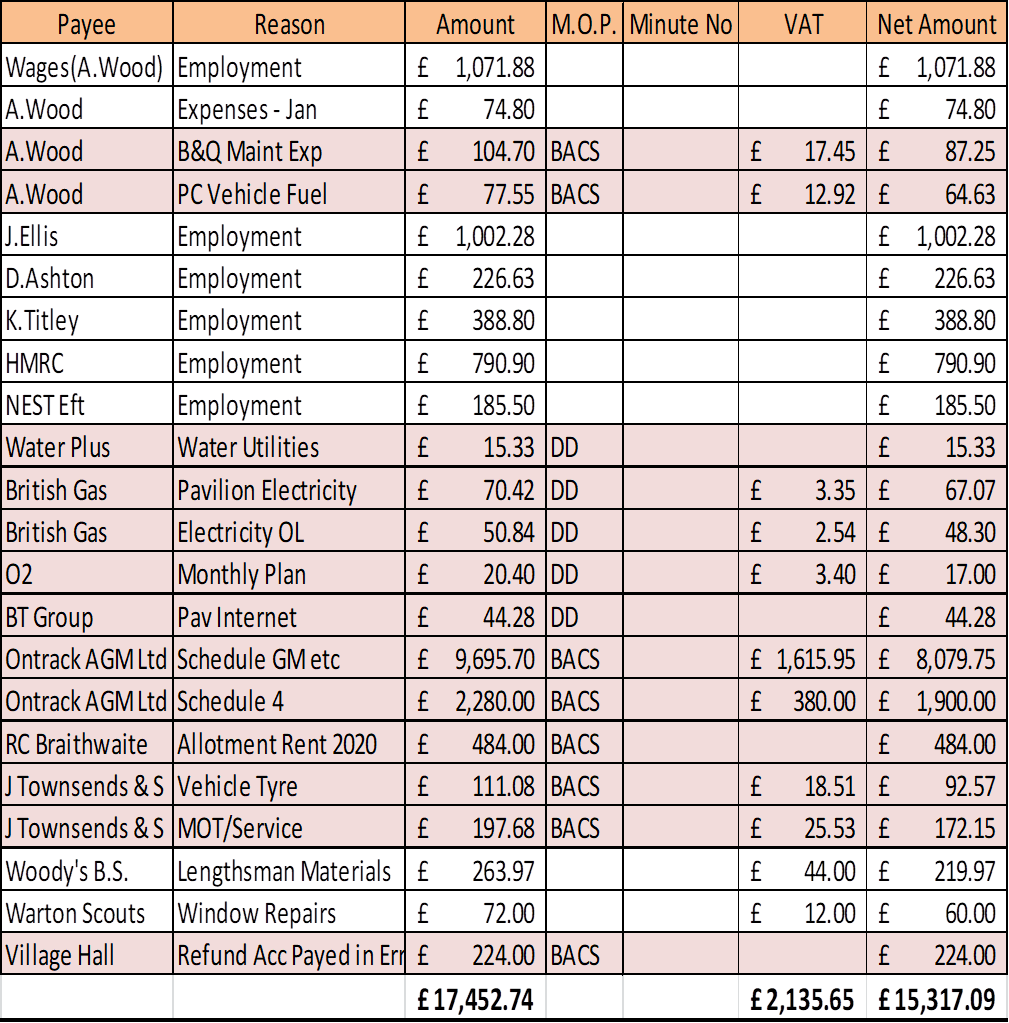 Payee Reason Amount M.O.P. Minute No VAT Net Amount
Wages(A.Wood) Employment £ 1,071.88 £ 1,071.88
A.Wood Expenses - Jan £ 74.80 £ 74.80
A.Wood B&Q Maint Exp £ 104.70 BACS £ 17.45 £ 87.25
A.Wood PC Vehicle Fuel £ 77.55 BACS £ 12.92 £ 64.63
J.Ellis Employment £ 1,002.28 £ 1,002.28
D.Ashton Employment £ 226.63 £ 226.63
K.Titley Employment £ 388.80 £ 388.80
HMRC Employment £ 790.90 £ 790.90
NEST Eft Employment £ 185.50 £ 185.50
Water Plus Water Utilities £ 15.33 DD £ 15.33
British Gas Pavilion Electricity £ 70.42 DD £ 3.35 £ 67.07
British Gas Electricity OL £ 50.84 DD £ 2.54 £ 48.30
O2 Monthly Plan £ 20.40 DD £ 3.40 £ 17.00
BT Group Pav Internet £ 44.28 DD £ 44.28
Ontrack AGM Ltd Schedule GM etc £ 9,695.70 BACS £ 1,615.95 £ 8,079.75
Ontrack AGM Ltd Schedule 4 £ 2,280.00 BACS £ 380.00 £ 1,900.00
RC Braithwaite Allotment Rent 2020 £ 484.00 BACS £ 484.00
J Townsends & S Vehicle Tyre £ 111.08 BACS £ 18.51 £ 92.57
J Townsends & S MOT/Service £ 197.68 BACS £ 25.53 £ 172.15
Woody's B.S. Lengthsman Materials £ 263.97 £ 44.00 £ 219.97
Warton Scouts Window Repairs £ 72.00 £ 12.00 £ 60.00
Village Hall Refund Acc Payed in Err £ 224.00 BACS £ 224.00
£ 17,452.74 £ 2,135.65 £ 15,317.09